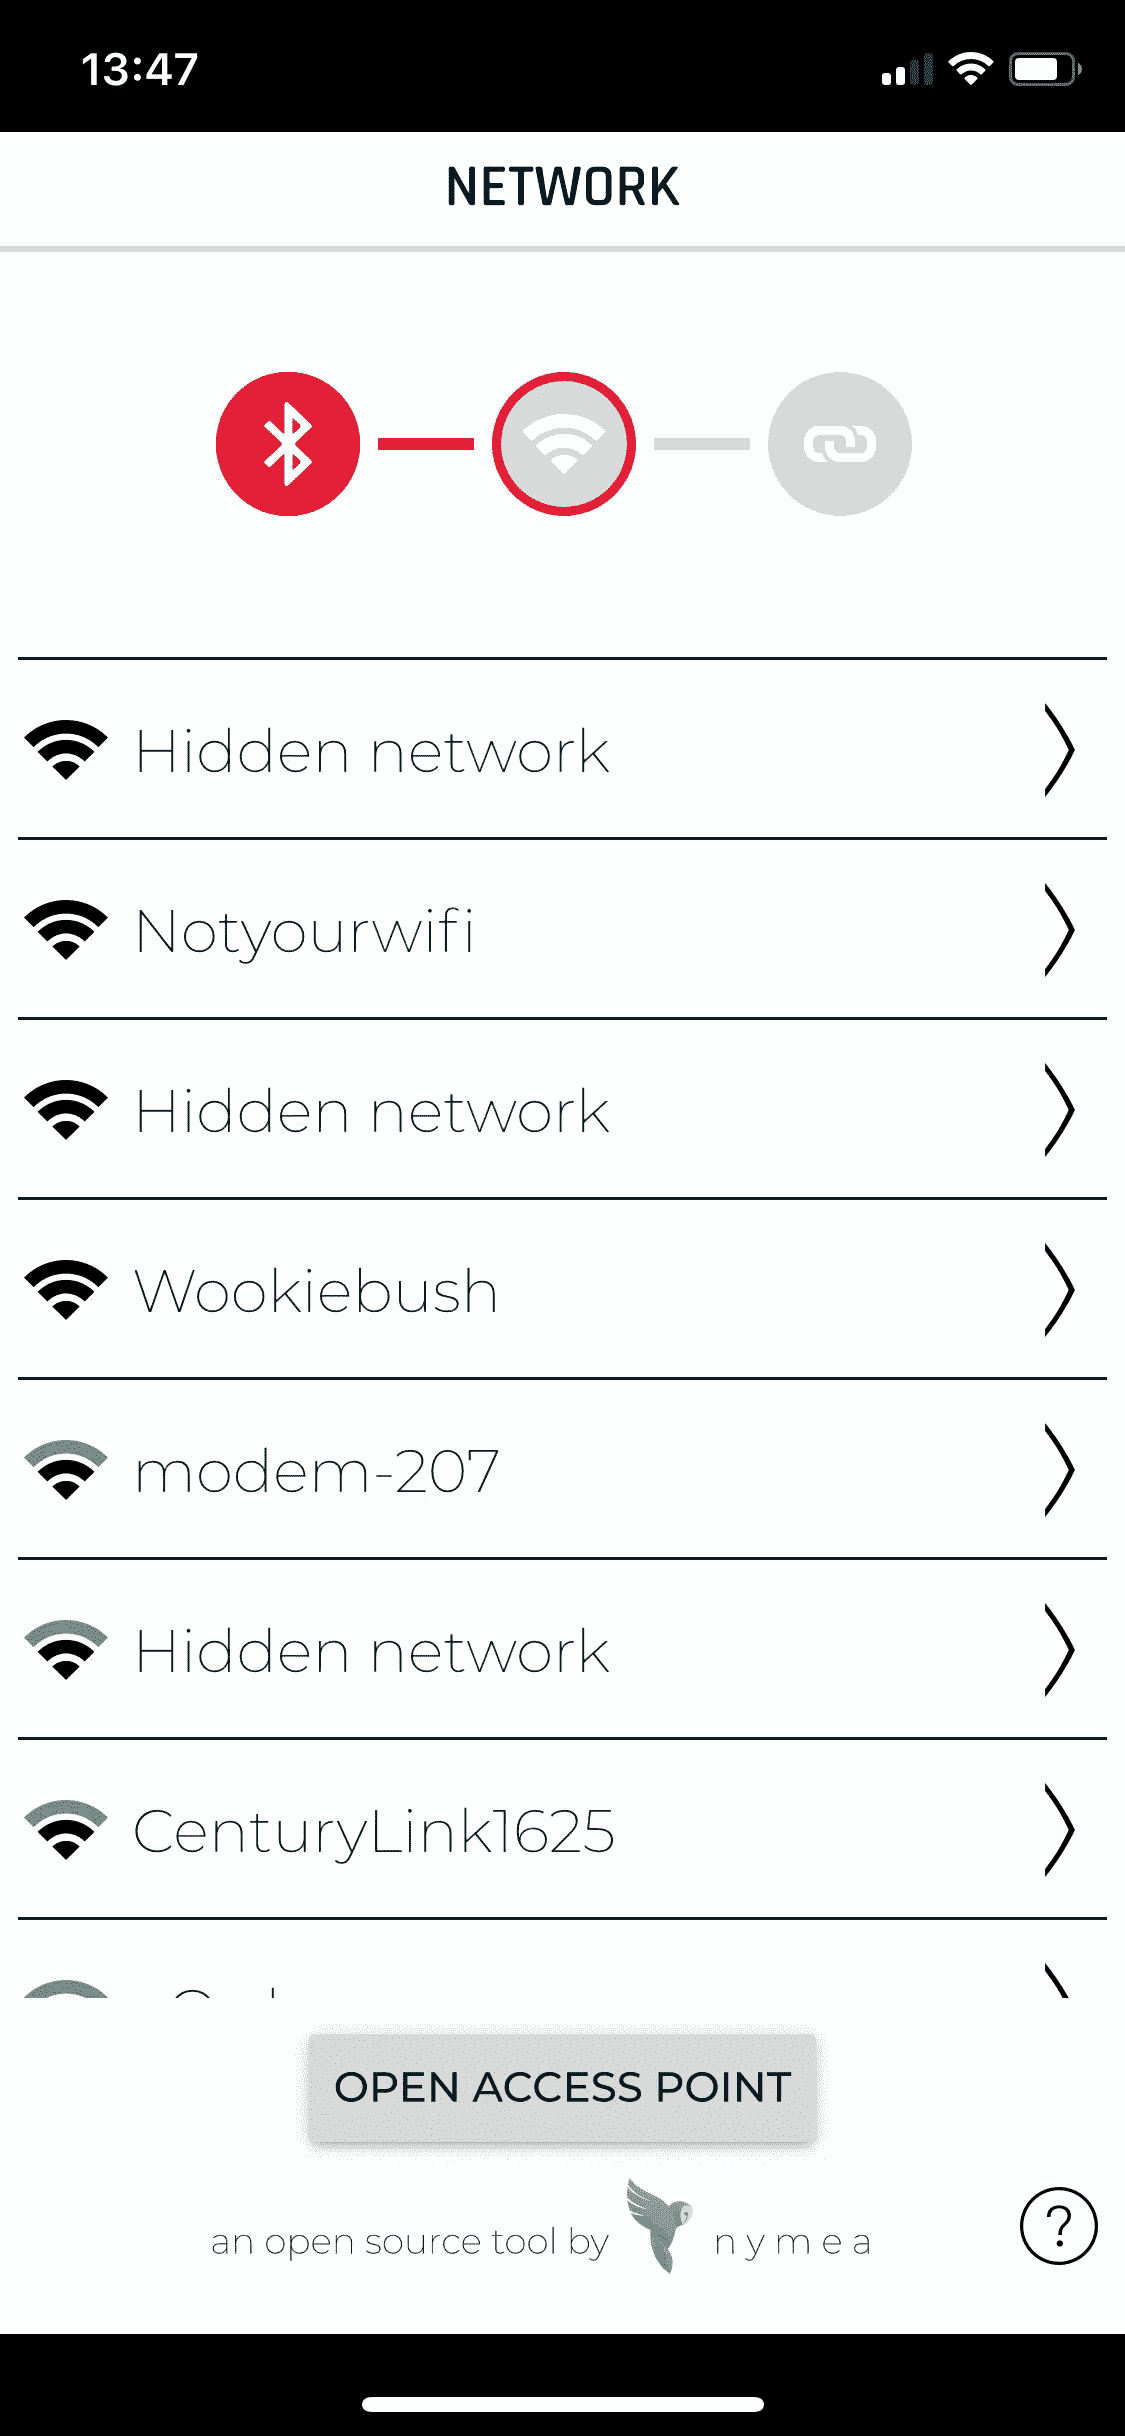 13:47
NETWORK
Hidden network
Notyourwifi
Hidden network
Wookiebush
modem-207
Hidden network
CenturyLink1625
OPEN ACCESS POINT
an open source tool by nymea
?